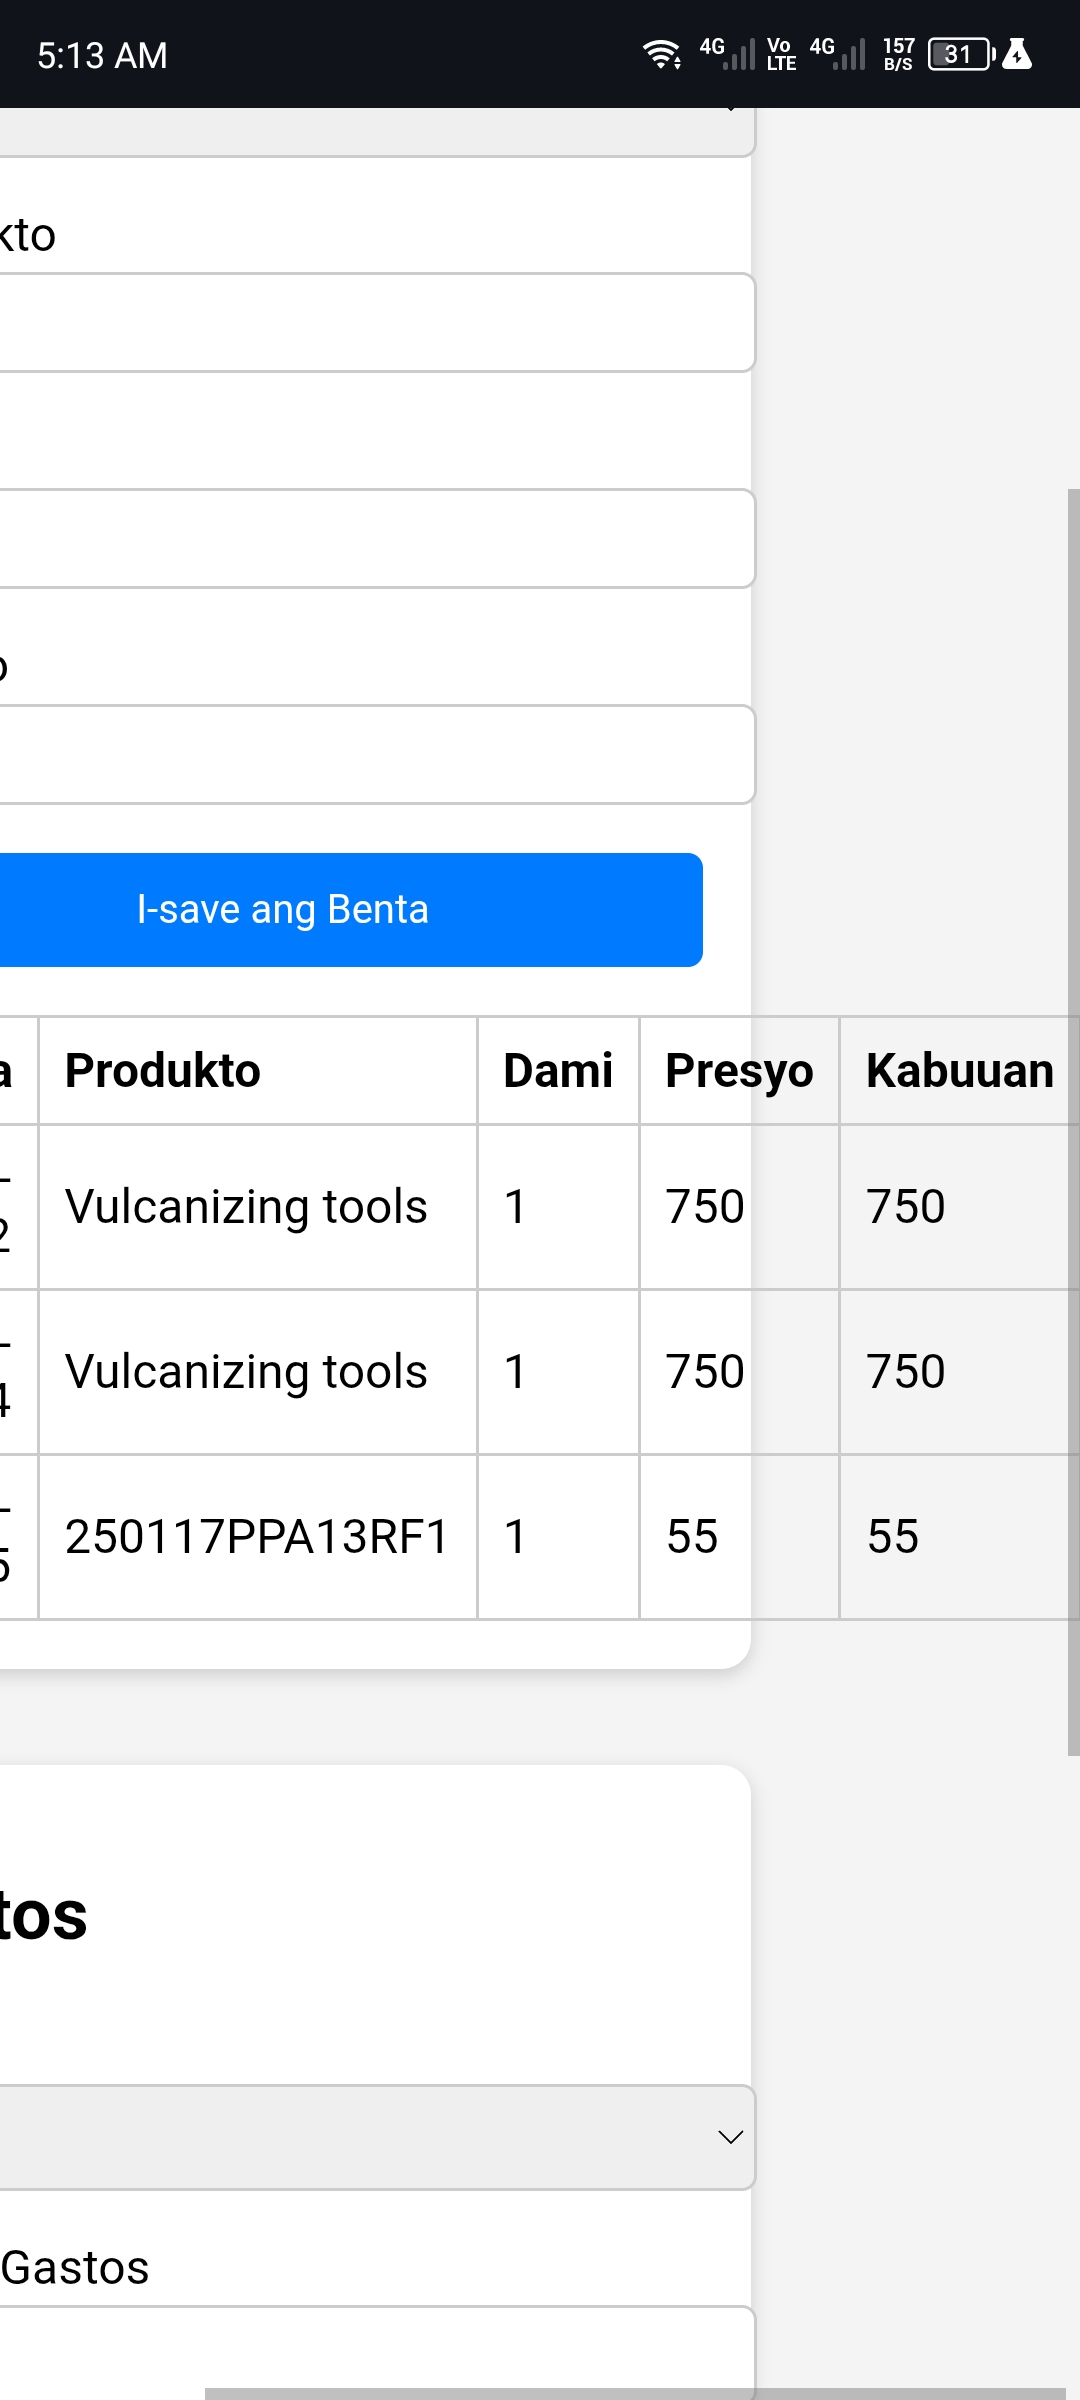 5:13 AM 4G Vo LTE 4G 157 B/S 31
kto
I-save ang Benta
a Produkto Dami Presyo Kabuuan
Vulcanizing tools 1 750 750
2
Vulcanizing tools 1 750 750
4
250117PPA13RF1 1 55 55
5
tos
Gastos